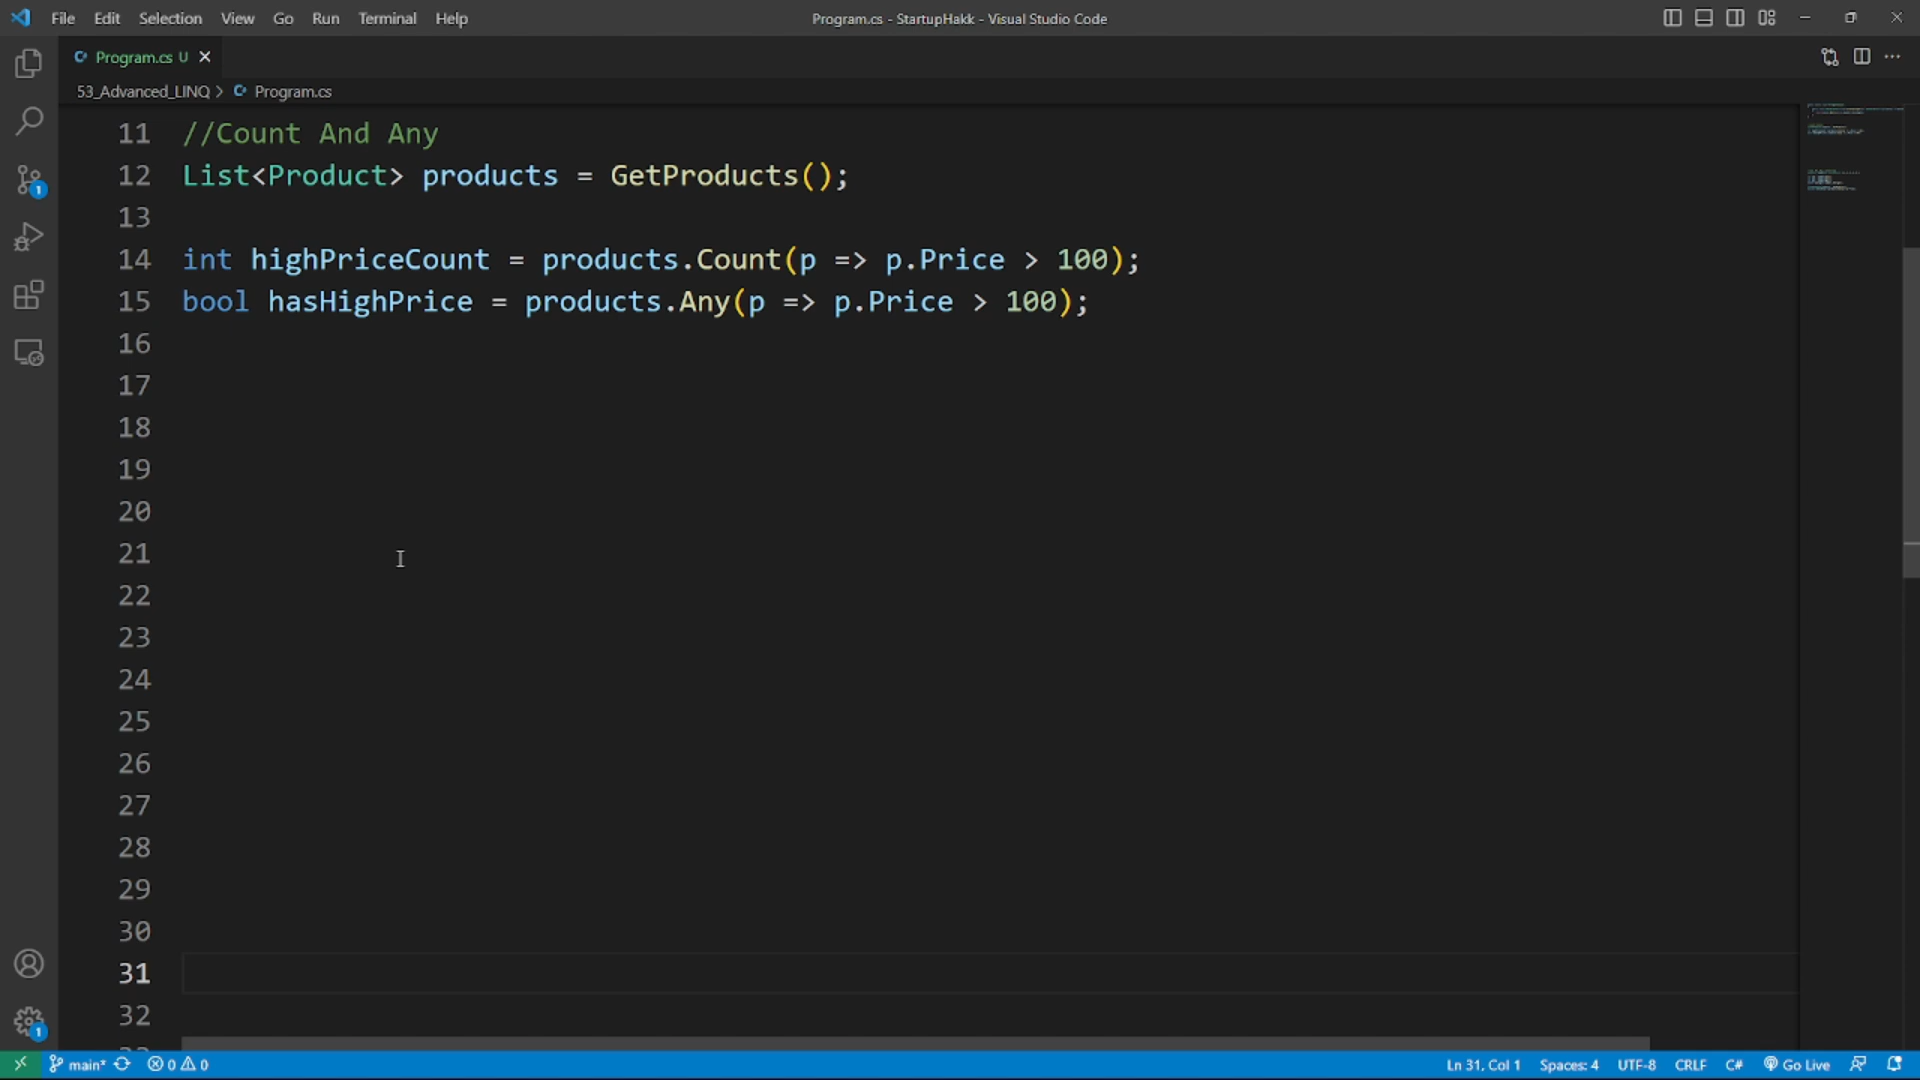 File Edit Selection View Go Run Terminal Help
Program.cs - StartupHakk - Visual Studio Code
Program.cs U
53_Advanced_LINQ > Program.cs
11 //Count And Any
12 List<Product> products = GetProducts();
13
14 int highPriceCount = products.Count(p => p.Price > 100);
15 bool hasHighPrice = products.Any(p => p.Price > 100);
16
17
18
19
20
21
22
23
24
25
26
27
28
29
30
31
32
1
1
main* 0 0
Ln 31, Col 1 Spaces: 4 UTF-8 CRLF C# Go Live